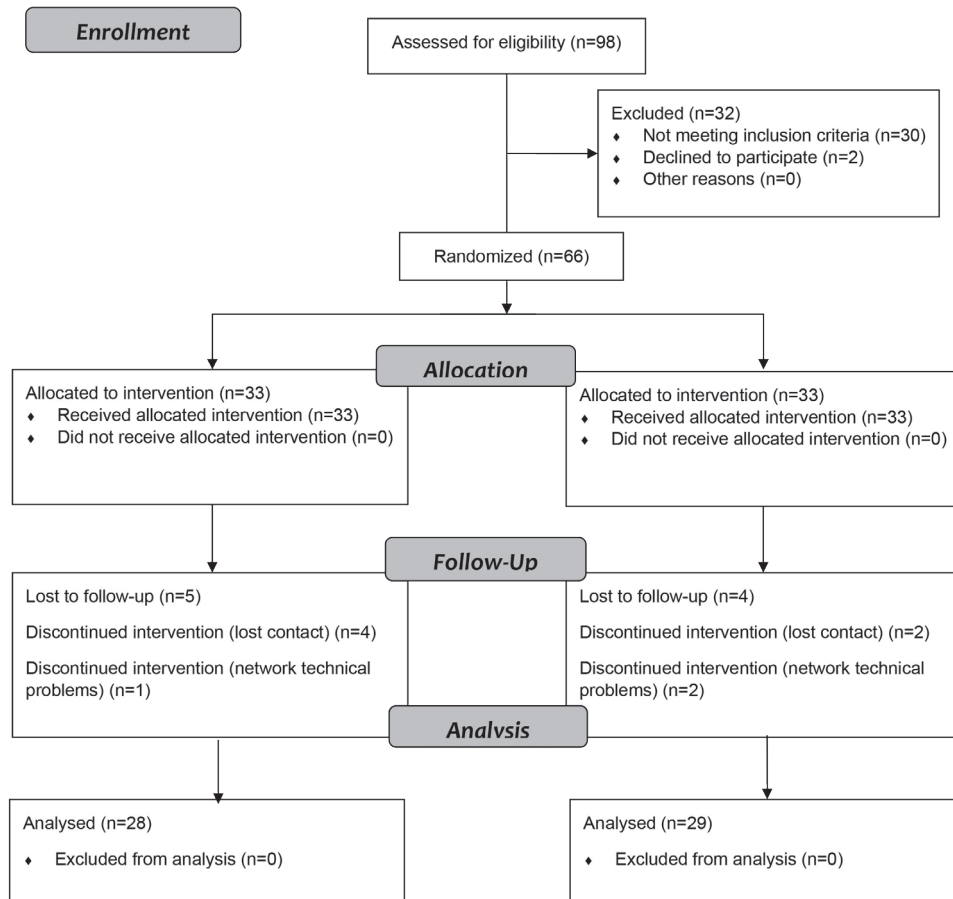 Enrollment
Assessed for eligibility (n=98)
Excluded (n=32)
♦ Not meeting inclusion criteria (n=30)
♦ Declined to participate (n=2)
♦ Other reasons (n=0)
Randomized (n=66)
Allocation
Allocated to intervention (n=33)
♦ Received allocated intervention (n=33)
♦ Did not receive allocated intervention (n=0)
Allocated to intervention (n=33)
♦ Received allocated intervention (n=33)
♦ Did not receive allocated intervention (n=0)
Follow-Up
Lost to follow-up (n=5)
Discontinued intervention (lost contact) (n=4)
Discontinued intervention (network technical
problems) (n=1)
Lost to follow-up (n=4)
Discontinued intervention (lost contact) (n=2)
Discontinued intervention (network technical
problems) (n=2)
Analysis
Analysed (n=28)
♦ Excluded from analysis (n=0)
Analysed (n=29)
♦ Excluded from analysis (n=0)